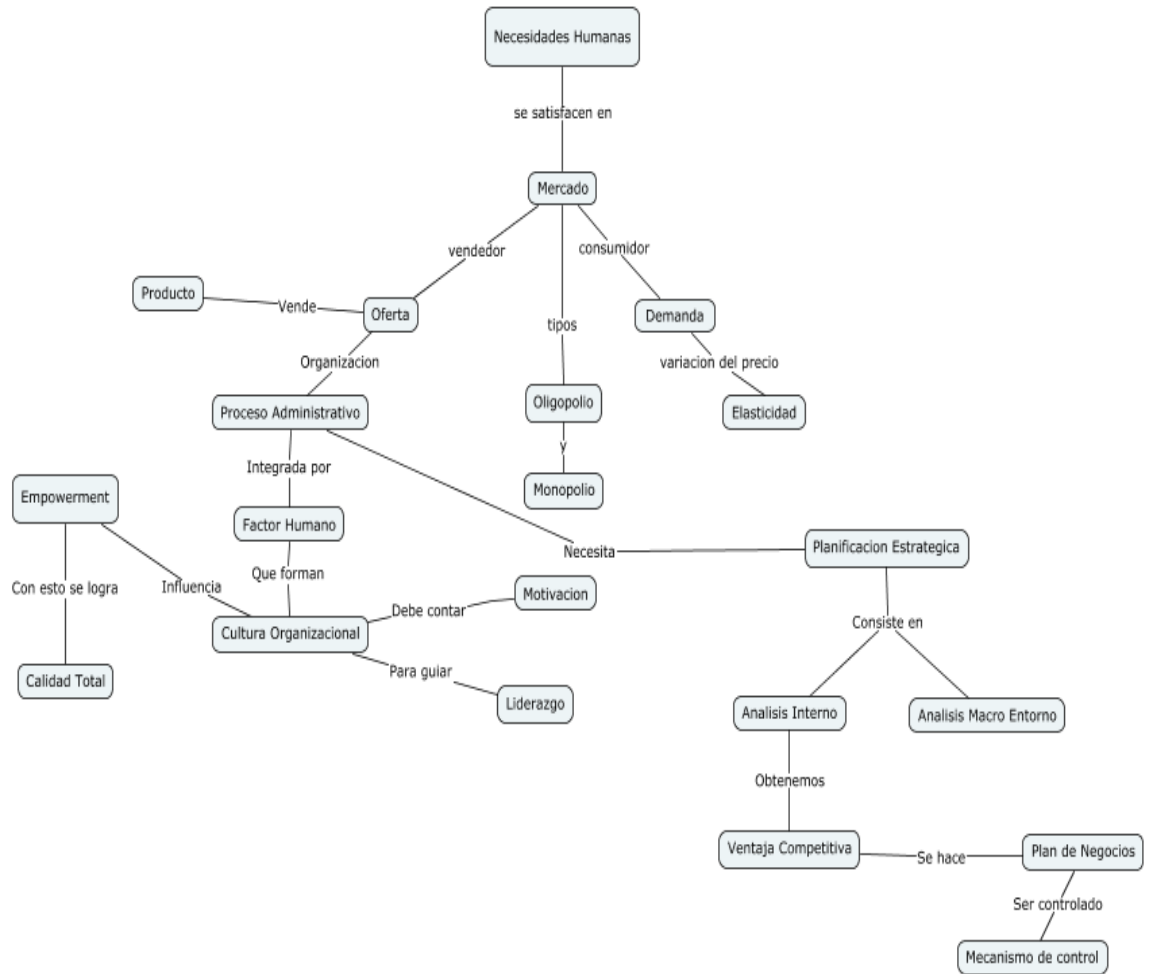 Necesidades Humanas
se satisfacen en
Mercado
vendedor
consumidor
Producto
Vende
Oferta
tipos
Demanda
Organizacion
variacion del precio
Proceso Administrativo
Oligopolio
Elasticidad
y
Integrada por
Monopolio
Empowerment
Factor Humano
Necesita
Planificacion Estrategica
Que forman
Con esto se logra
Influencia
Motivacion
Debe contar
Consiste en
Cultura Organizacional
Para guiar
Calidad Total
Liderazgo
Analisis Interno
Analisis Macro Entorno
Obtenemos
Ventaja Competitiva
Se hace
Plan de Negocios
Ser controlado
Mecanismo de control